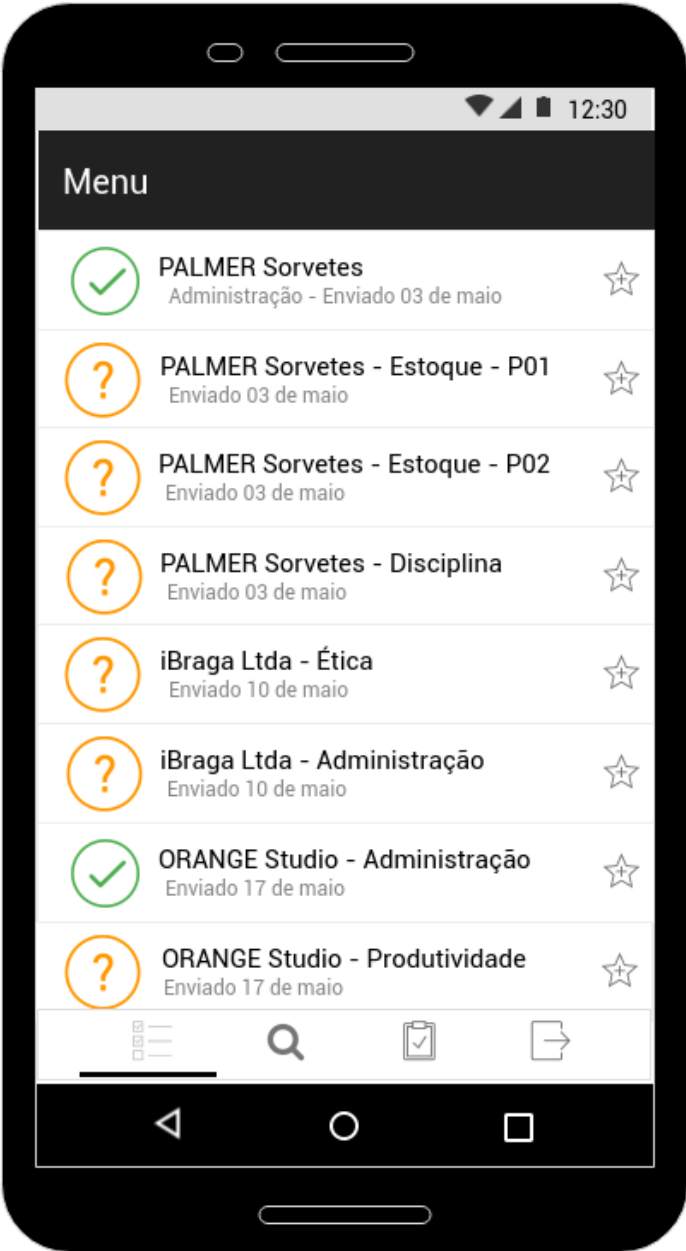 12:30
Menu
PALMER Sorvetes
Administração - Enviado 03 de maio
PALMER Sorvetes - Estoque - P01
Enviado 03 de maio
PALMER Sorvetes - Estoque - P02
Enviado 03 de maio
PALMER Sorvetes - Disciplina
Enviado 03 de maio
iBraga Ltda - Ética
Enviado 10 de maio
iBraga Ltda - Administração
Enviado 10 de maio
ORANGE Studio - Administração
Enviado 17 de maio
ORANGE Studio - Produtividade
Enviado 17 de maio